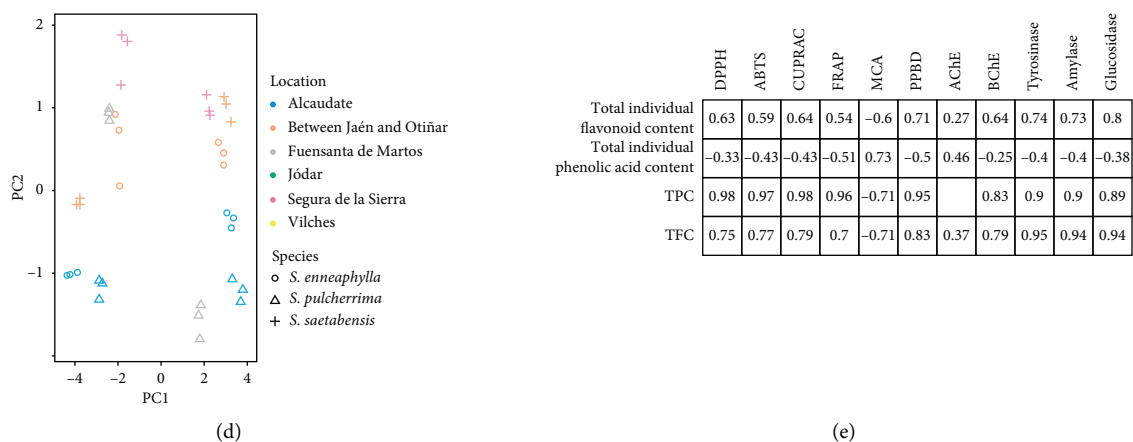 2
1
0
−1
PC2
−4
−2
0
2
4
PC1
Location
Alcaudate
Between Jaén and Otiñar
Fuensanta de Martos
Jódar
Segura de la Sierra
Vilches
Species
S. enneaphylla
S. pulcherrima
S. saetabensis
(d)
DPPH
ABTS
CUPRAC
FRAP
MCA
PPBD
AChE
BChE
Tyrosinase
Amylase
Glucosidase
Total individual
flavonoid content
0.63 0.59 0.64 0.54 −0.6 0.71 0.27 0.64 0.74 0.73 0.8
Total individual
phenolic acid content
−0.33 −0.43 −0.43 −0.51 0.73 −0.5 0.46 −0.25 −0.4 −0.4 −0.38
TPC 0.98 0.97 0.98 0.96 −0.71 0.95 0.83 0.9 0.9 0.89
TFC 0.75 0.77 0.79 0.7 −0.71 0.83 0.37 0.79 0.95 0.94 0.94
(e)